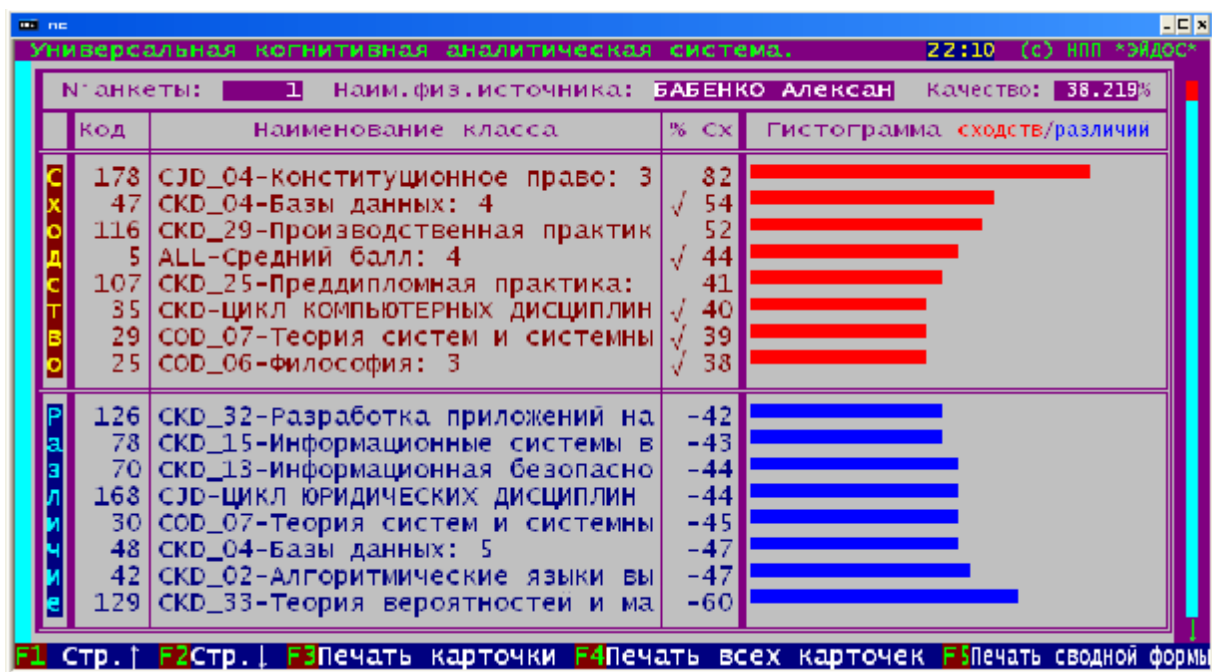 ПС
Универсальная когнитивная аналитическая система. 22:10 (с) НПП *ЭЙДОС*
N°анкеты: 1 Наим.физ.источника: БАБЕНКО Алексан Качество: 38.219%
Код Наименование класса % Сх Гистограмма сходств/различий
Сходство
178 CJD_04-Конституционное право: 3 82
47 CKD_04-Базы данных: 4 √ 54
116 CKD_29-Производственная практик 52
5 ALL-Средний балл: 4 √ 44
107 CKD_25-Преддипломная практика: 41
35 CKD-ЦИКЛ КОМПЬЮТЕРНЫХ ДИСЦИПЛИН √ 40
29 COD_07-Теория систем и системны √ 39
25 COD_06-Философия: 3 √ 38
Различие
126 CKD_32-Разработка приложений на -42
78 CKD_15-Информационные системы в -43
70 CKD_13-Информационная безопасно -44
168 CJD-ЦИКЛ ЮРИДИЧЕСКИХ ДИСЦИПЛИН -44
30 COD_07-Теория систем и системны -45
48 CKD_04-Базы данных: 5 -47
42 CKD_02-Алгоритмические языки вы -47
129 CKD_33-Теория вероятностей и ма -60
F1 Стр.↑ F2Стр.↓ F3Печать карточки F4Печать всех карточек F5Печать сводной формы